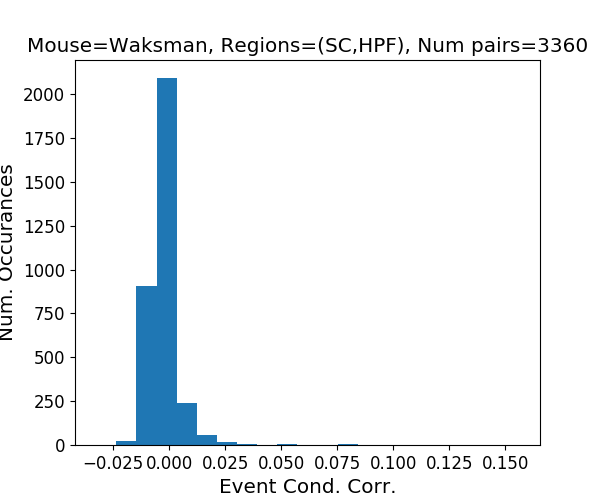 Mouse=Waksman, Regions=(SC,HPF), Num pairs=3360
Num. Occurances
2000
1750
1500
1250
1000
750
500
250
0
−0.025 0.000 0.025 0.050 0.075 0.100 0.125 0.150
Event Cond. Corr.